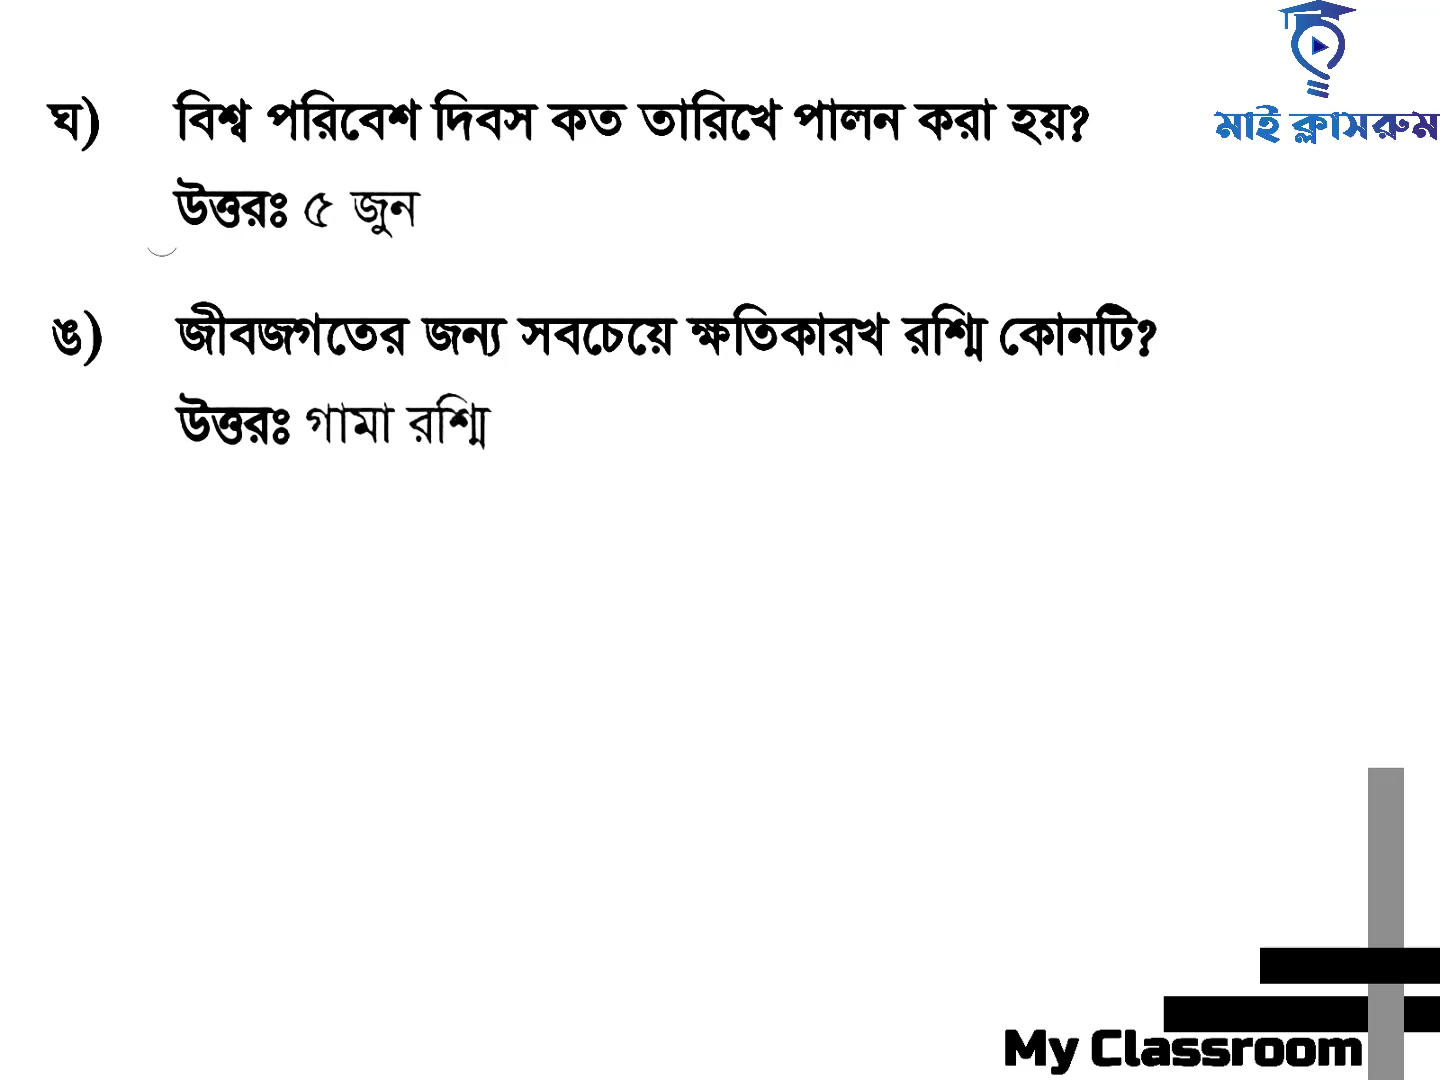 মাই ক্লাসরুম
ঘ) বিশ্ব পরিবেশ দিবস কত তারিখে পালন করা হয়?
উত্তরঃ ৫ জুন
ঙ) জীবজগতের জন্য সবচেয়ে ক্ষতিকারখ রশ্মি কোনটি?
উত্তরঃ গামা রশ্মি
My Classroom